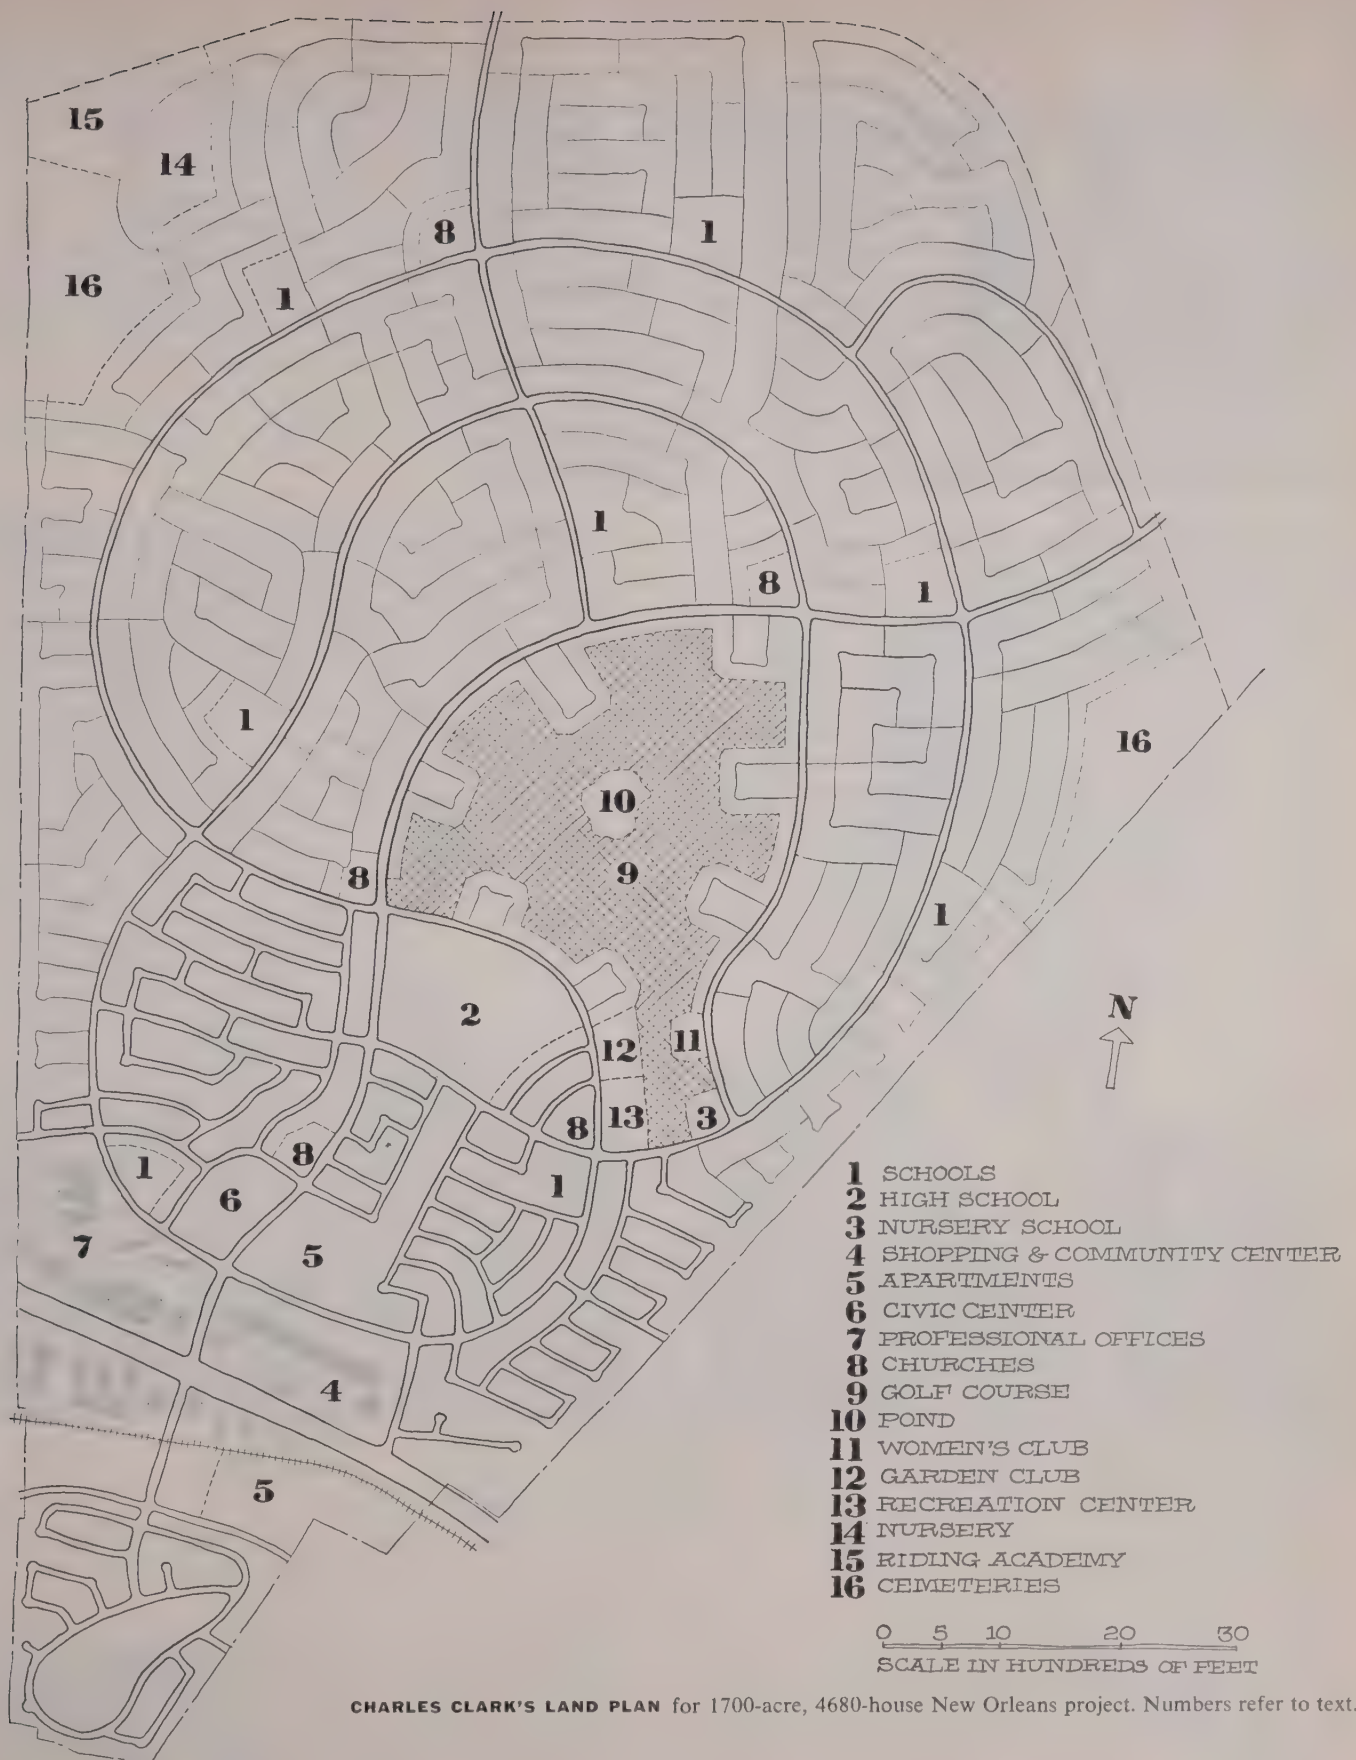 15
14
8
1
16
1
1
8
1
1
16
10
9
8
1
2
N
11
12
13
3
8
8
1
1
6
7
5
4
5
1 SCHOOLS
2 HIGH SCHOOL
3 NURSERY SCHOOL
4 SHOPPING & COMMUNITY CENTER
5 APARTMENTS
6 CIVIC CENTER
7 PROFESSIONAL OFFICES
8 CHURCHES
9 GOLF COURSE
10 POND
11 WOMEN'S CLUB
12 GARDEN CLUB
13 RECREATION CENTER
14 NURSERY
15 RIDING ACADEMY
16 CEMETERIES
0 5 10 20 30
SCALE IN HUNDREDS OF FEET
CHARLES CLARK'S LAND PLAN for 1700-acre, 4680-house New Orleans project. Numbers refer to text.